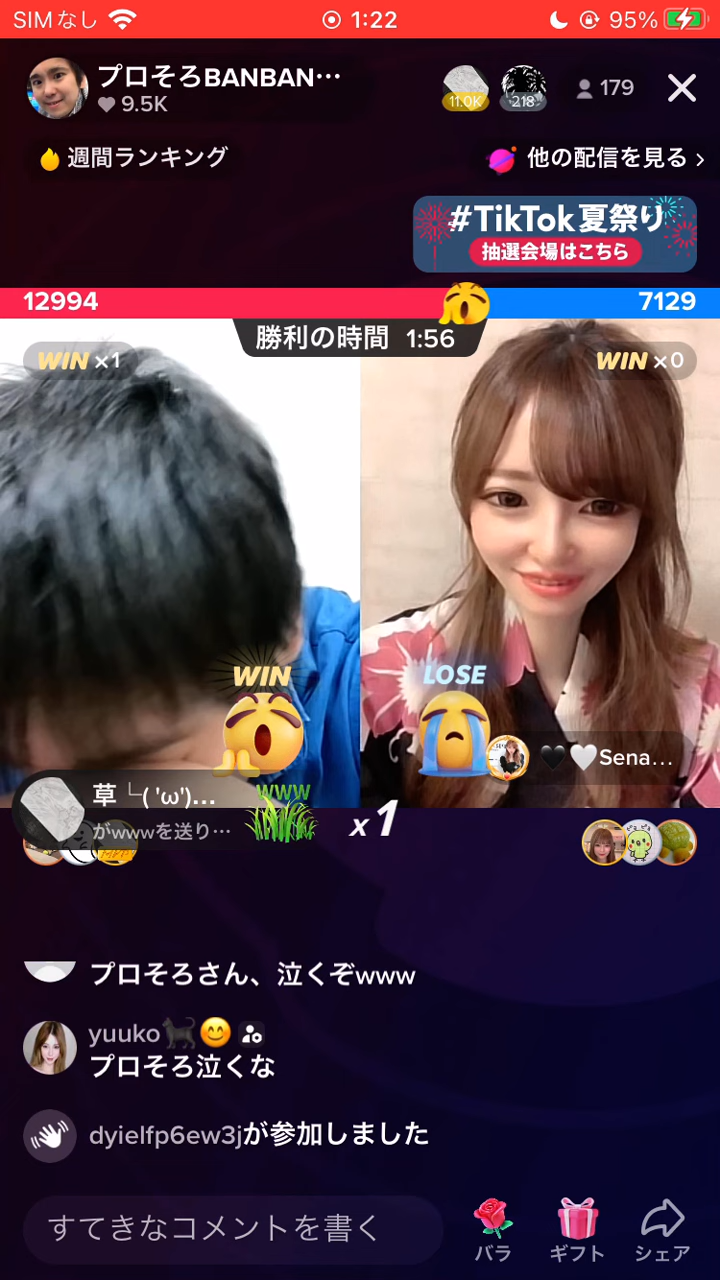 SIMなし 1:22 95%
プロそろBANBAN…
9.5K
11.0K 218 179
週間ランキング
他の配信を見る
#TikTok夏祭り
抽選会場はこちら
12994 7129
勝利の時間 1:56
WIN x1 WIN x0
WIN LOSE
Sena...
草 └( 'ω')...
がwwwを送り…
www
x1
プロそろさん、泣くぞwww
yuuko
プロそろ泣くな
dyielfp6ew3jが参加しました
すてきなコメントを書く
バラ ギフト シェア